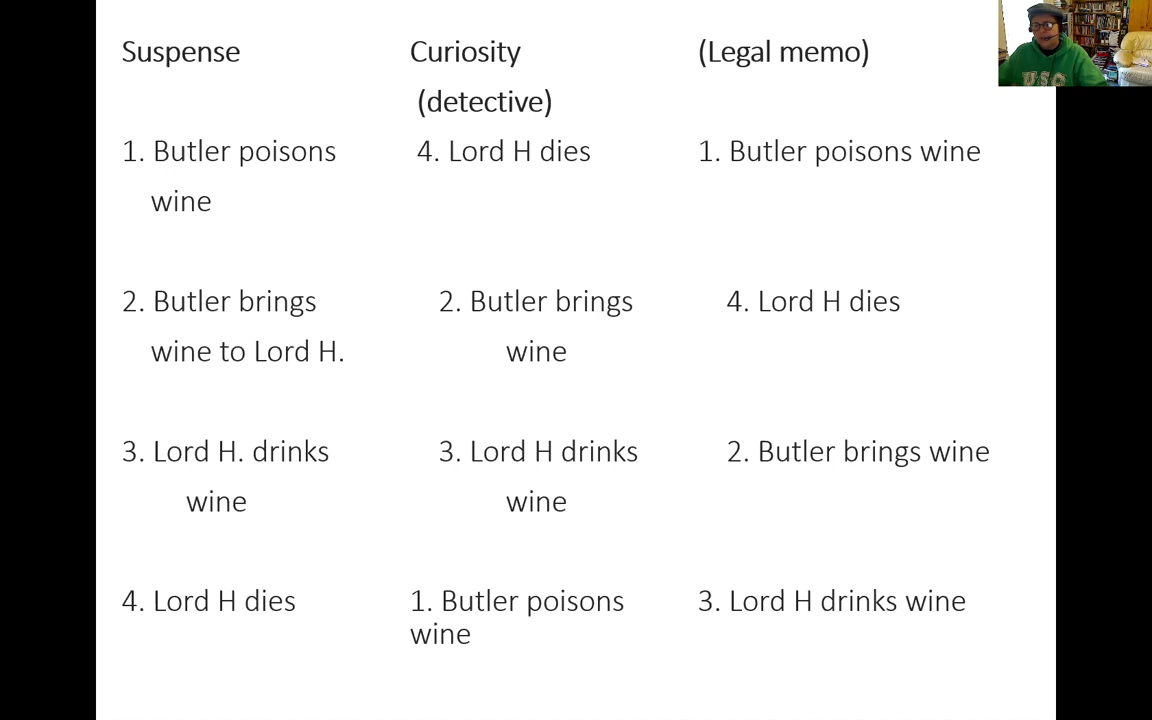 Suspense
Curiosity
(detective)
(Legal memo)
1. Butler poisons
wine
4. Lord H dies
1. Butler poisons wine
2. Butler brings
wine to Lord H.
2. Butler brings
wine
4. Lord H dies
3. Lord H. drinks
wine
3. Lord H drinks
wine
2. Butler brings wine
4. Lord H dies
1. Butler poisons
wine
3. Lord H drinks wine
USC